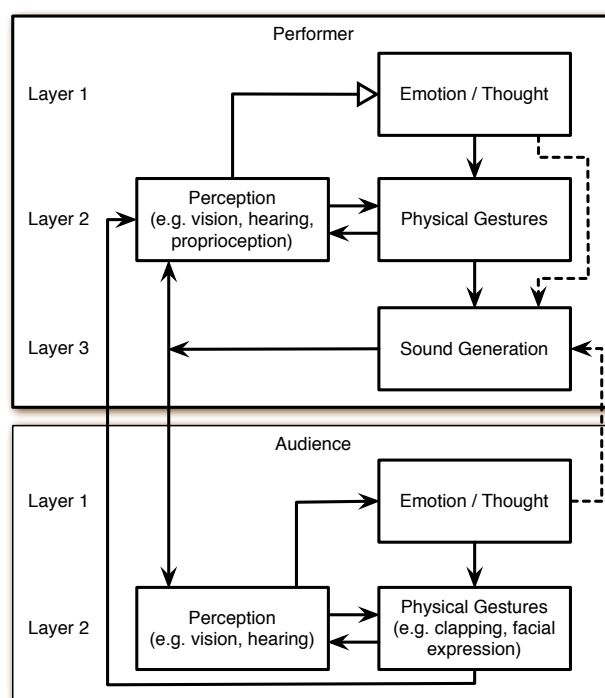 Performer
Layer 1
Emotion / Thought
Layer 2
Perception
(e.g. vision, hearing,
proprioception)
Physical Gestures
Layer 3
Sound Generation
Audience
Layer 1
Emotion / Thought
Layer 2
Perception
(e.g. vision, hearing)
Physical Gestures
(e.g. clapping, facial
expression)